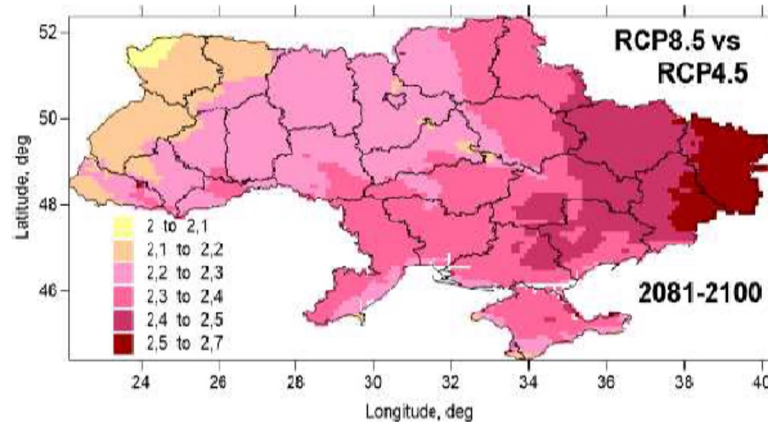 RCP8.5 vs
RCP4.5
52
50
48
46
Latitude, deg
2 to 2,1
2,1 to 2,2
2,2 to 2,3
2,3 to 2,4
2,4 to 2,5
2,5 to 2,7
2081-2100
24 26 28 30 32 34 36 38 40
Longitude, deg